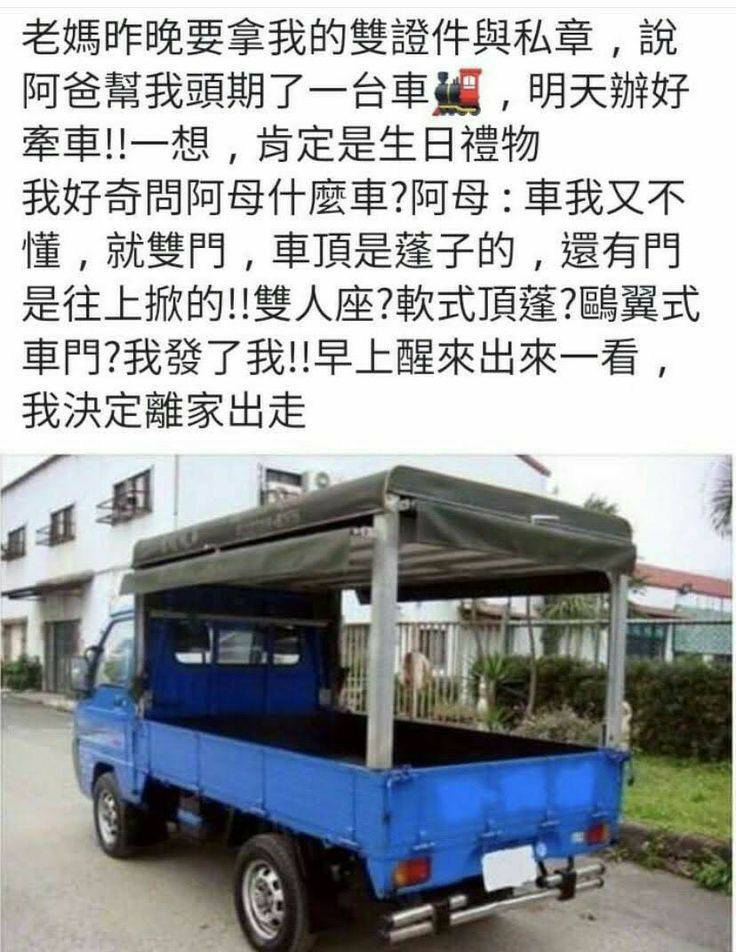 老媽昨晚要拿我的雙證件與私章，說
阿爸幫我頭期了一台車🚂，明天辦好
牽車!!一想，肯定是生日禮物
我好奇問阿母什麼車?阿母：車我又不
懂，就雙門，車頂是蓬子的，還有門
是往上掀的!!雙人座?軟式頂蓬?鷗翼式
車門?我發了我!!早上醒來出來一看，
我決定離家出走